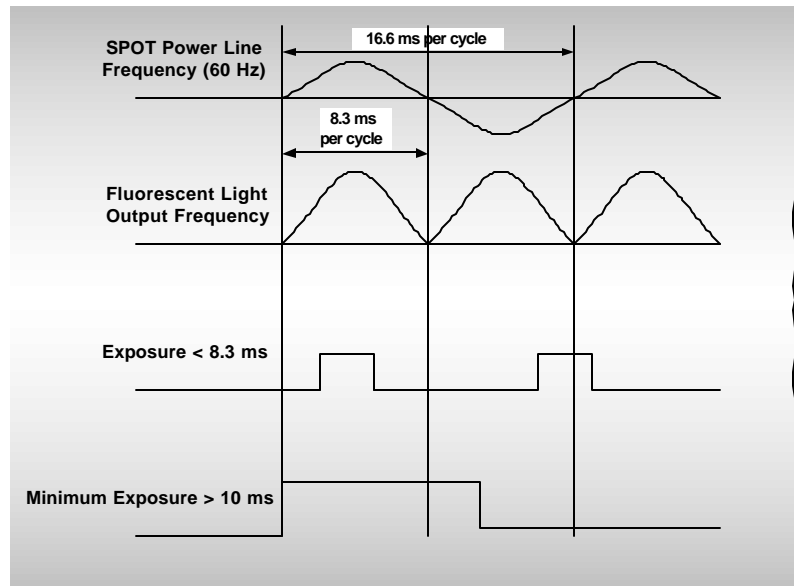 16.6 ms per cycle
SPOT Power Line
Frequency (60 Hz)
8.3 ms
per cycle
Fluorescent Light
Output Frequency
Exposure < 8.3 ms
Minimum Exposure > 10 ms